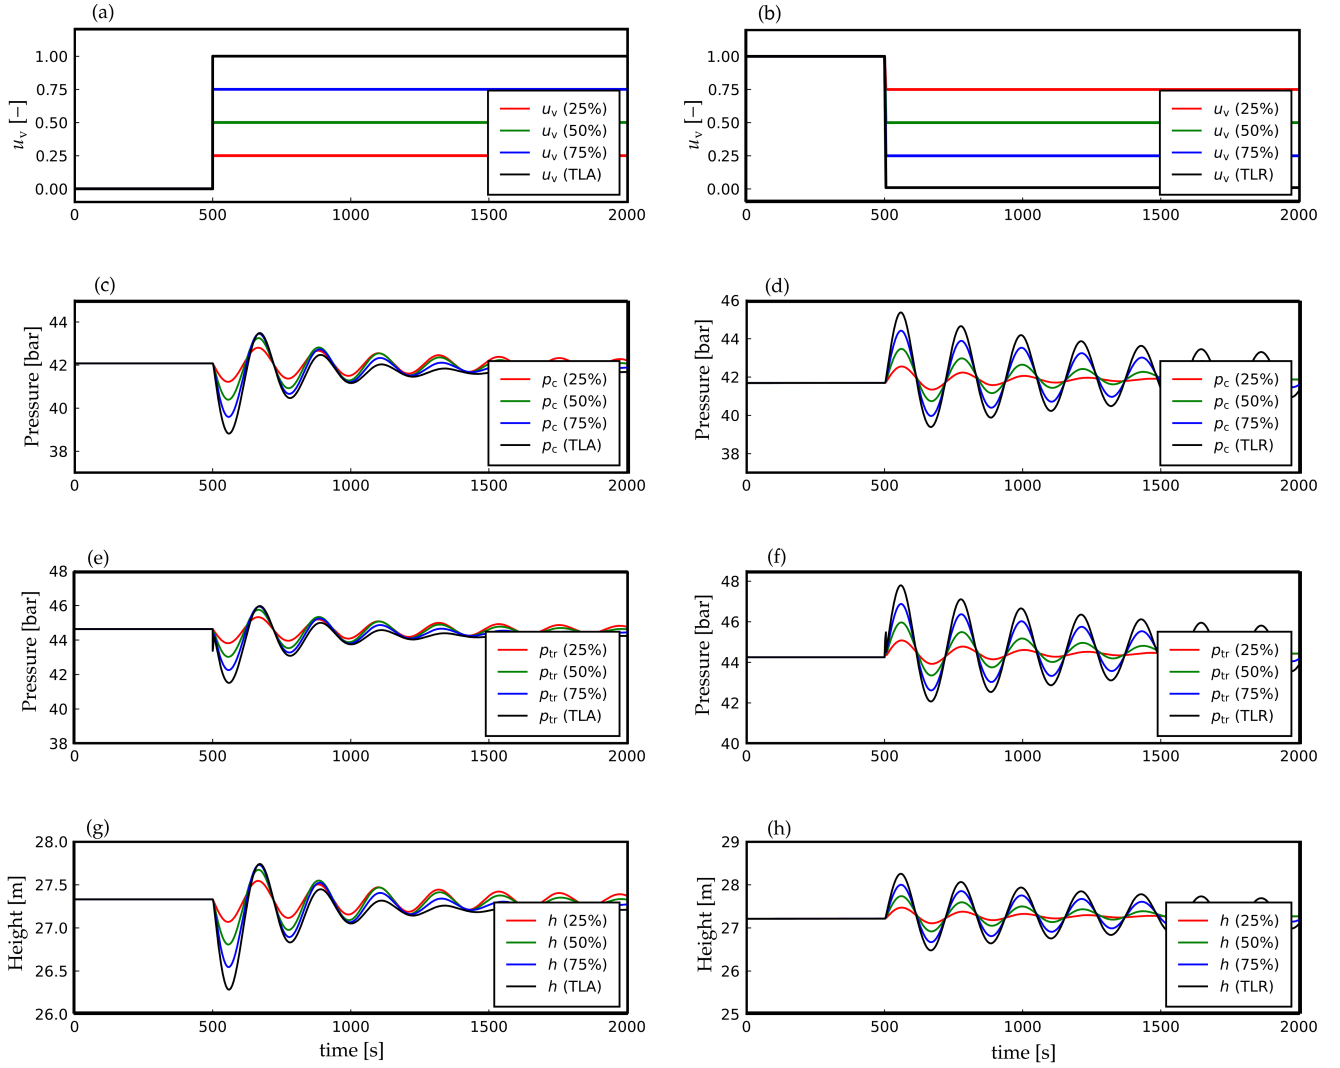 (a)
u_v [−]
1.00
0.75
0.50
0.25
0.00
u_v (25%)
u_v (50%)
u_v (75%)
u_v (TLA)
0 500 1000 1500 2000
(b)
u_v [−]
1.00
0.75
0.50
0.25
0.00
u_v (25%)
u_v (50%)
u_v (75%)
u_v (TLR)
0 500 1000 1500 2000
(c)
Pressure [bar]
44
42
40
38
p_c (25%)
p_c (50%)
p_c (75%)
p_c (TLA)
0 500 1000 1500 2000
(d)
Pressure [bar]
46
44
42
40
38
p_c (25%)
p_c (50%)
p_c (75%)
p_c (TLR)
0 500 1000 1500 2000
(e)
Pressure [bar]
48
46
44
42
40
38
p_tr (25%)
p_tr (50%)
p_tr (75%)
p_tr (TLA)
0 500 1000 1500 2000
(f)
Pressure [bar]
48
46
44
42
40
p_tr (25%)
p_tr (50%)
p_tr (75%)
p_tr (TLR)
0 500 1000 1500 2000
(g)
Height [m]
28.0
27.5
27.0
26.5
26.0
h (25%)
h (50%)
h (75%)
h (TLA)
0 500 1000 1500 2000
time [s]
(h)
Height [m]
29
28
27
26
25
h (25%)
h (50%)
h (75%)
h (TLR)
0 500 1000 1500 2000
time [s]